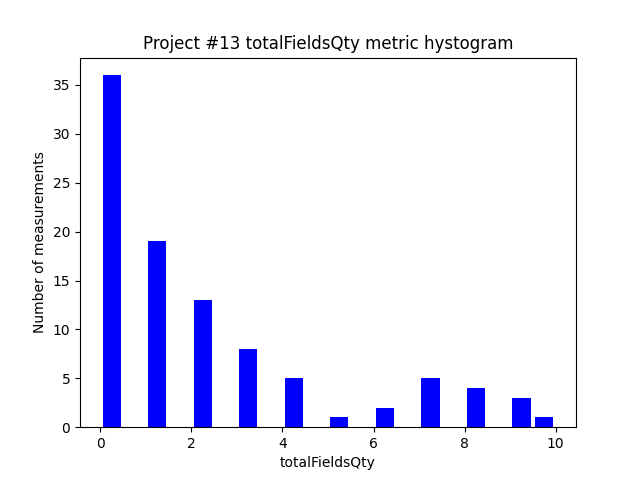 Project #13 totalFieldsQty metric hystogram
35
30
25
20
15
10
5
0
Number of measurements
0 2 4 6 8 10
totalFieldsQty